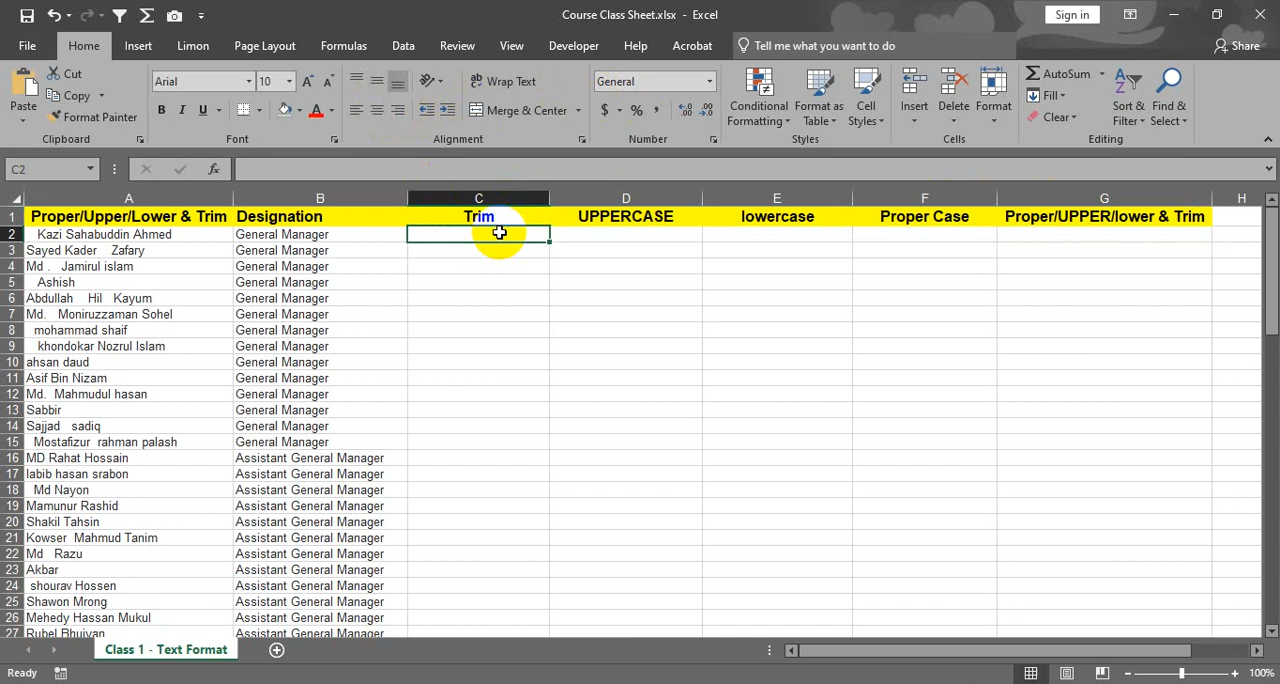 Course Class Sheet.xlsx - Excel
Sign in
File Home Insert Limon Page Layout Formulas Data Review View Developer Help Acrobat Tell me what you want to do Share
Paste
Cut
Copy
Format Painter
Clipboard
Arial 10
B I U
Font
Wrap Text
Merge & Center
Alignment
General
$ % ,
Number
Conditional Formatting
Format as Table
Cell Styles
Styles
Insert
Delete
Format
Cells
AutoSum
Fill
Clear
Sort & Filter
Find & Select
Editing
C2 fx
A B C D E F G H
1 Proper/Upper/Lower & Trim Designation Trim UPPERCASE lowercase Proper Case Proper/UPPER/lower & Trim
2 Kazi Sahabuddin Ahmed General Manager
3 Sayed Kader    Zafary General Manager
4 Md .   Jamirul islam General Manager
5 Ashish General Manager
6 Abdullah     Hil   Kayum General Manager
7 Md.    Moniruzzaman Sohel General Manager
8 mohammad shaif General Manager
9 khondokar Nozrul Islam General Manager
10 ahsan daud General Manager
11 Asif Bin Nizam General Manager
12 Md.   Mahmudul hasan General Manager
13 Sabbir General Manager
14 Sajjad    sadiq General Manager
15 Mostafizur  rahman palash General Manager
16 MD Rahat Hossain Assistant General Manager
17 labib hasan srabon Assistant General Manager
18 Md Nayon Assistant General Manager
19 Mamunur Rashid Assistant General Manager
20 Shakil Tahsin Assistant General Manager
21 Kowser  Mahmud Tanim Assistant General Manager
22 Md   Razu Assistant General Manager
23 Akbar Assistant General Manager
24 shourav Hossen Assistant General Manager
25 Shawon Mrong Assistant General Manager
26 Mehedy Hassan Mukul Assistant General Manager
27 Rubel Bhuiyan Assistant General Manager
Class 1 - Text Format
Ready 100%